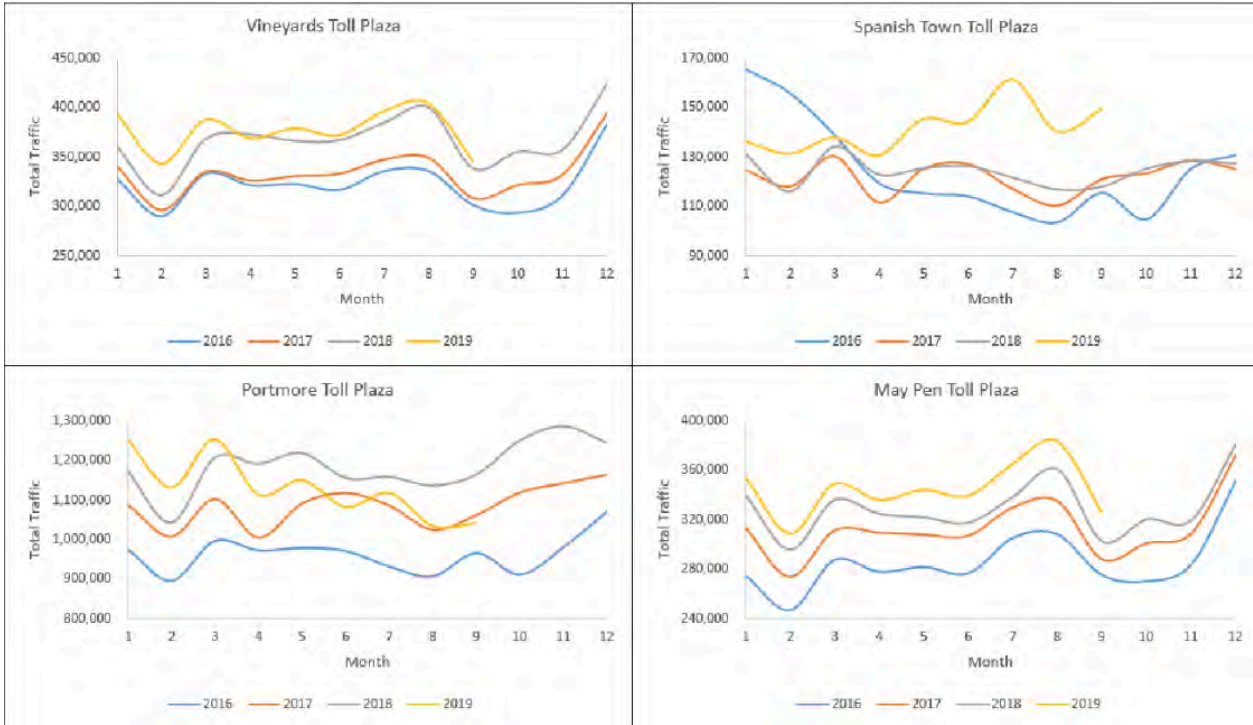 Vineyards Toll Plaza
450,000
400,000
350,000
300,000
250,000
Total Traffic
1 2 3 4 5 6 7 8 9 10 11 12
Month
2016 2017 2018 2019
Spanish Town Toll Plaza
170,000
150,000
130,000
110,000
90,000
Total Traffic
1 2 3 4 5 6 7 8 9 10 11 12
Month
2016 2017 2018 2019
Portmore Toll Plaza
1,300,000
1,200,000
1,100,000
1,000,000
900,000
800,000
Total Traffic
1 2 3 4 5 6 7 8 9 10 11 12
Month
2016 2017 2018 2019
May Pen Toll Plaza
400,000
360,000
320,000
280,000
240,000
Total Traffic
1 2 3 4 5 6 7 8 9 10 11 12
Month
2016 2017 2018 2019